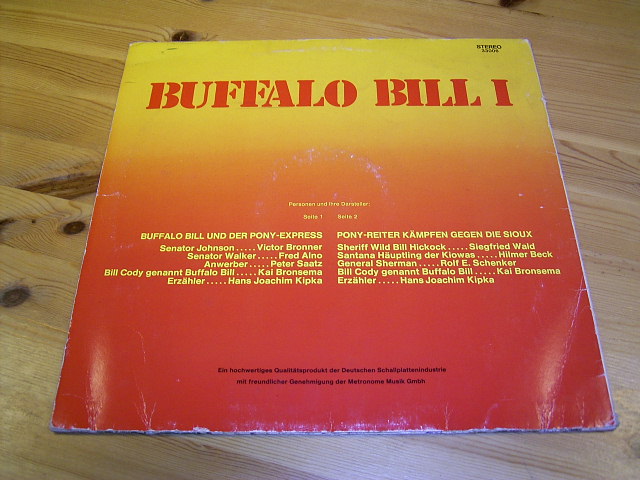 STEREO
BUFFALO BILL I
Personen und ihre Darsteller:
Seite 1
Seite 2
BUFFALO BILL UND DER PONY-EXPRESS
Senator Johnson.....Victor Bronner
Senator Walker.....Fred Alno
Anwerber.....Peter Saatz
Bill Cody genannt Buffalo Bill.....Kai Bronsema
Erzähler.....Hans Joachim Kipka
PONY-REITER KÄMPFEN GEGEN DIE SIOUX
Sheriff Wild Bill Hickock.....Siegfried Wald
Santana Häuptling der Kiowas.....Hilmer Beck
General Sherman.....Rolf E. Schenker
Bill Cody genannt Buffalo Bill.....Kai Bronsema
Erzähler.....Hans Joachim Kipka
Ein hochwertiges Qualitätsprodukt der Deutschen Schallplattenindustrie
mit freundlicher Genehmigung der Metronome Musik Gmbh